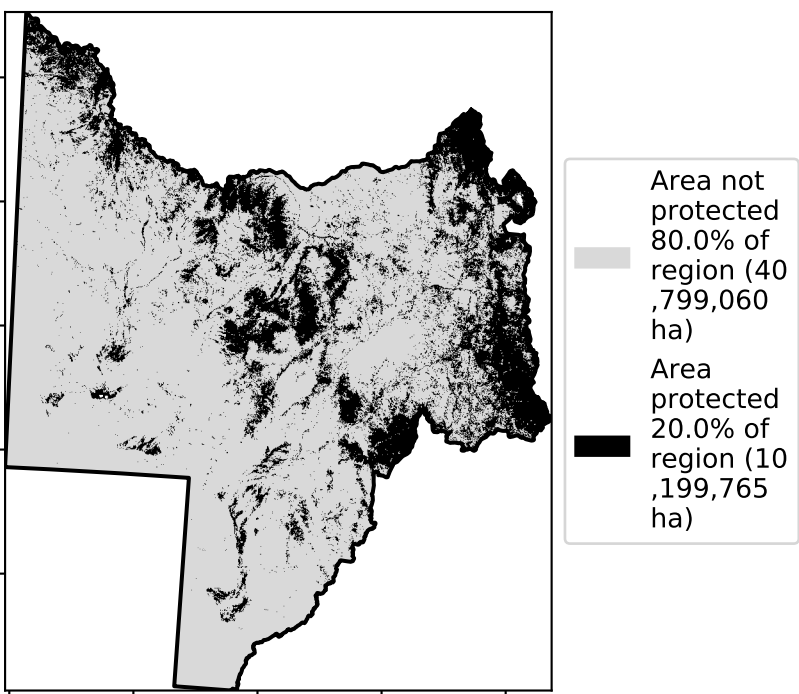 Area not
protected
80.0% of
region (40
,799,060
ha)
Area
protected
20.0% of
region (10
,199,765
ha)